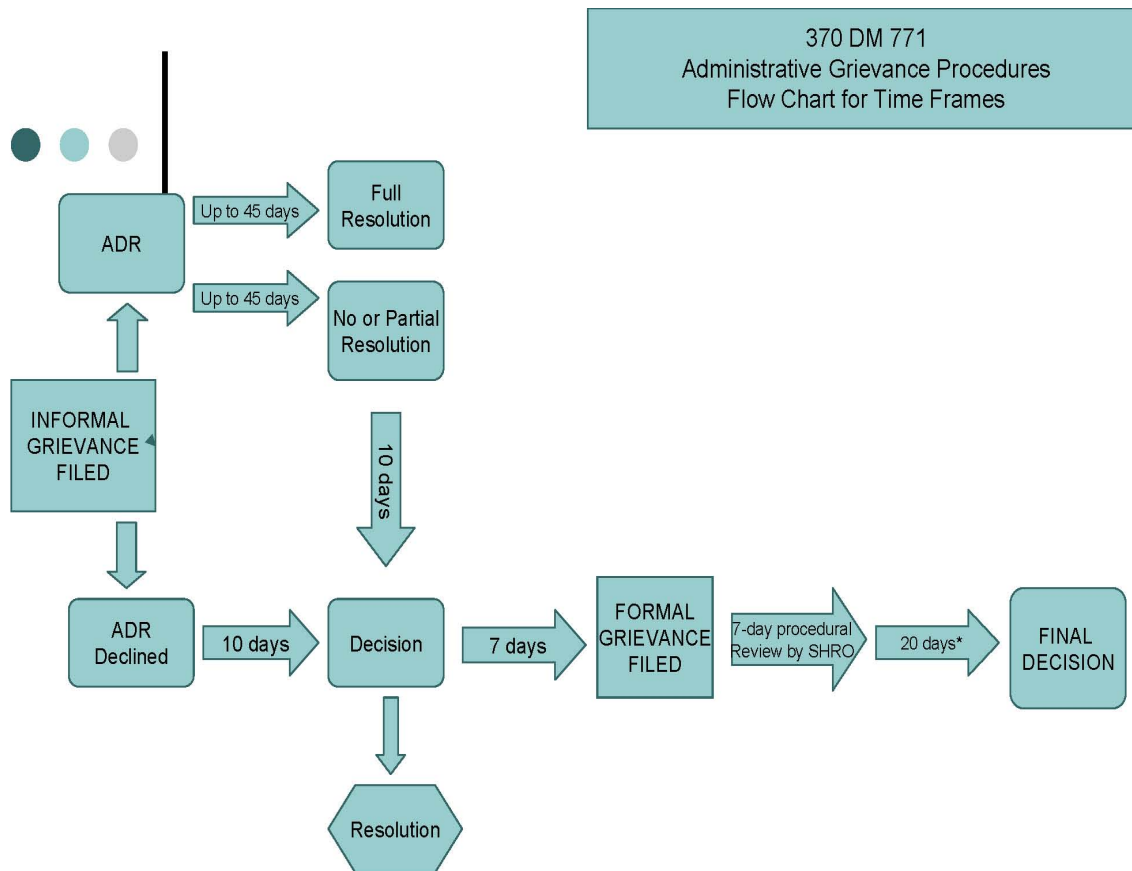 370 DM 771
Administrative Grievance Procedures
Flow Chart for Time Frames
ADR
Up to 45 days
Full
Resolution
Up to 45 days
No or Partial
Resolution
INFORMAL
GRIEVANCE
FILED
10 days
ADR
Declined
10 days
Decision
7 days
FORMAL
GRIEVANCE
FILED
7-day procedural
Review by SHRO
20 days*
FINAL
DECISION
Resolution